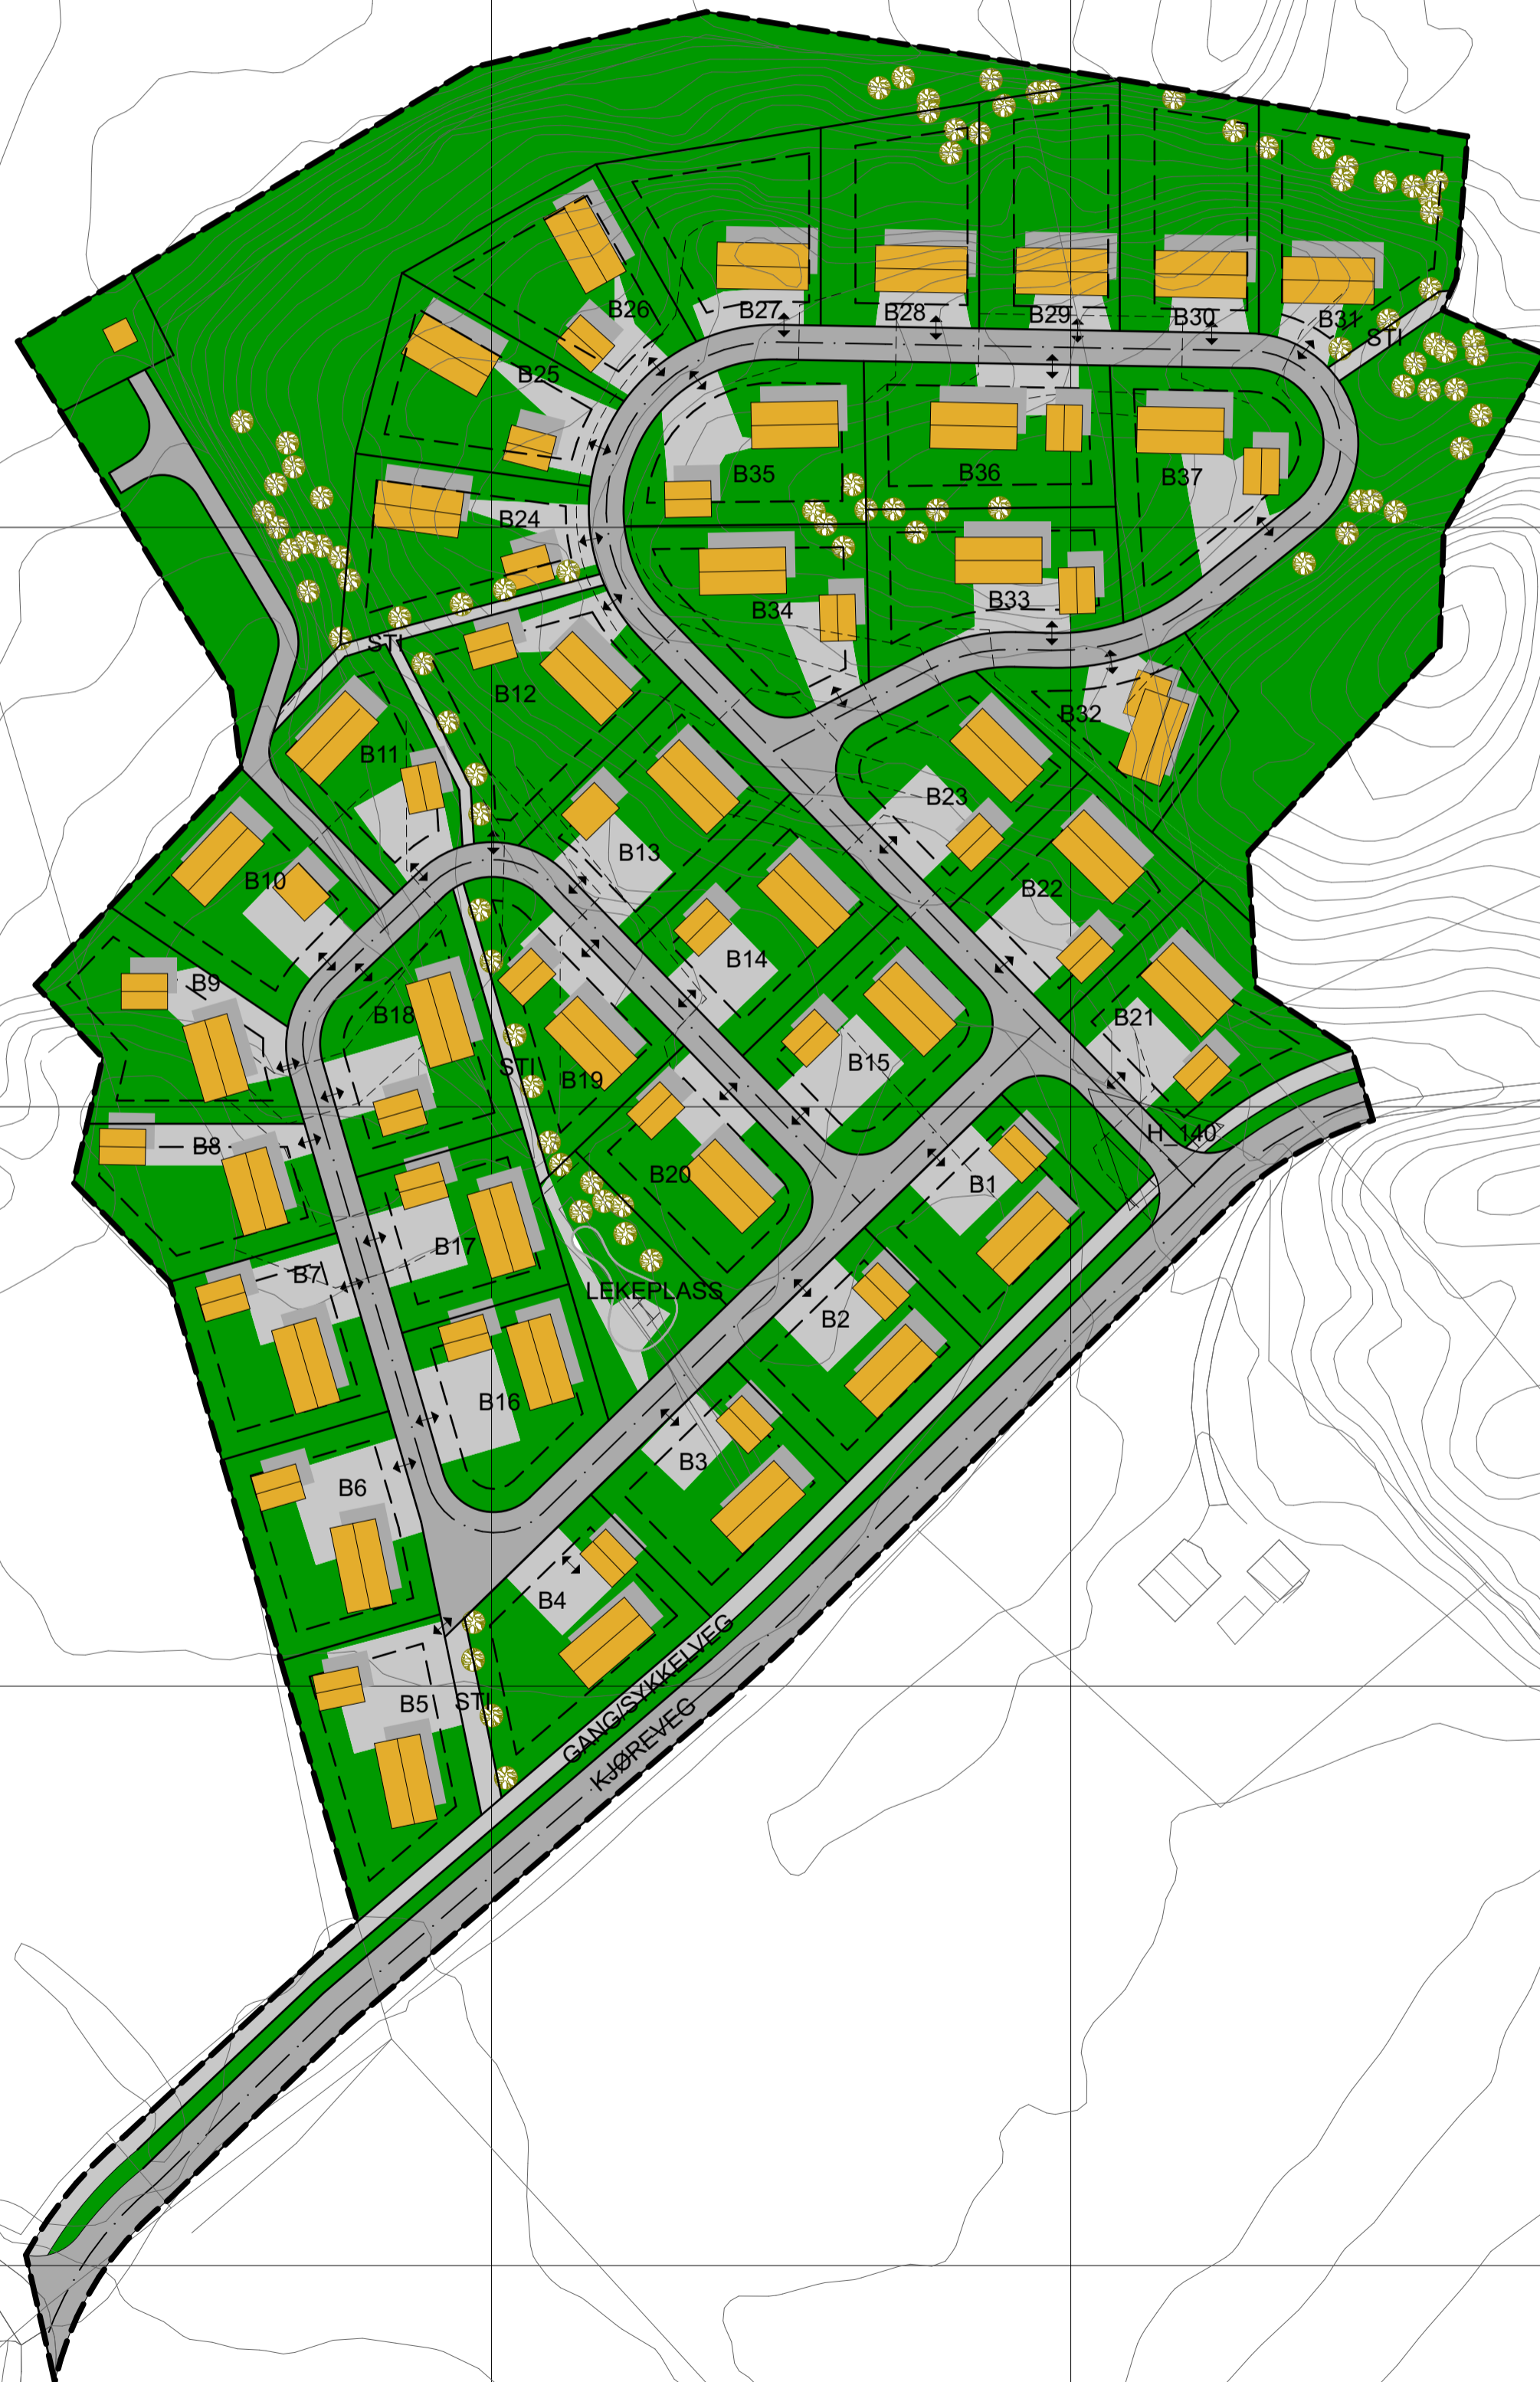 B26
B27
B28
B29
B30
B31
STI
B25
B35
B36
B37
B24
B34
B33
STI
B12
B32
B11
B23
B13
B10
B22
B14
B9
B18
B21
STI
B19
B15
H_140
B8
B20
B1
B17
B7
LEKEPLASS
B2
B16
B3
B6
B4
B5
STI
GANG/SYKKELVEG
KJØREVEG